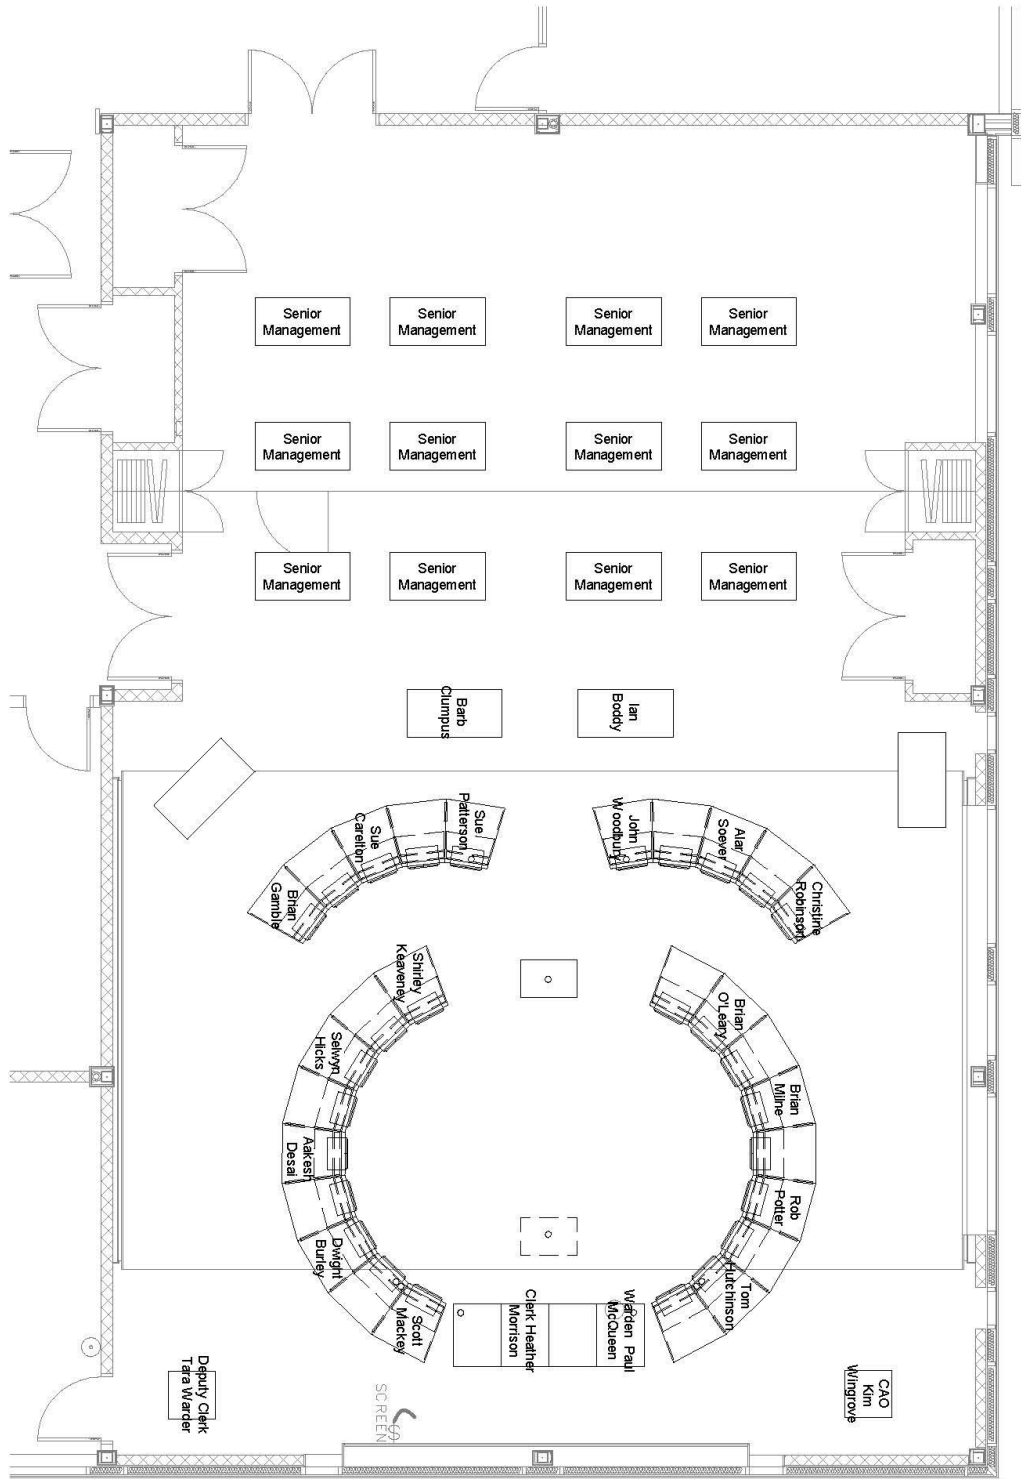 Senior
Management
Senior
Management
Senior
Management
Senior
Management
Senior
Management
Senior
Management
Senior
Management
Senior
Management
Senior
Management
Senior
Management
Senior
Management
Senior
Management
Barb
Clumpus
Ian
Boddy
Sue
Patterson
John
Woodbury
Sue
Carelton
Alar
Soever
Brian
Gamble
Christine
Robinson
Shirley
Keaveney
Brian
O'Leary
Selwyn
Hicks
Brian
Milne
Aakesh
Desai
Rob
Potter
Dwight
Burley
Tom
Hutchinson
Scott
Mackey
Clerk Heather
Morrison
Warden Paul
McQueen
Deputy Clerk
Tara Warder
CAO
Kim
Wingrove
SCREEN